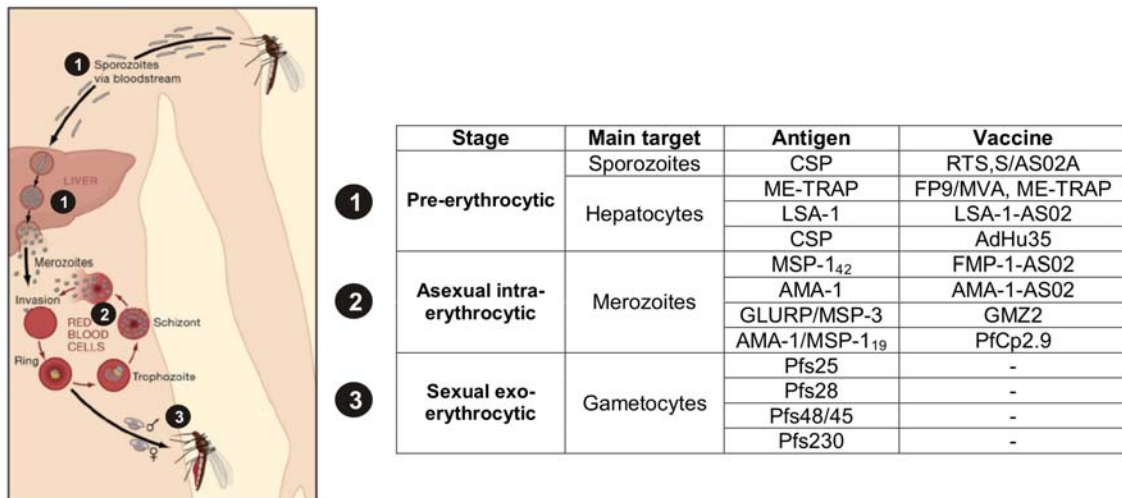 1 Sporozoites
via bloodstream
LIVER
1
Merozoites
Invasion
2
RED
BLOOD
CELLS
Schizont
Ring
Trophozoite
3
♂
♀
Stage Main target Antigen Vaccine
1 Pre-erythrocytic Sporozoites CSP RTS,S/AS02A
Hepatocytes ME-TRAP FP9/MVA, ME-TRAP
LSA-1 LSA-1-AS02
CSP AdHu35
2 Asexual intra-
erythrocytic Merozoites MSP-1₄₂ FMP-1-AS02
AMA-1 AMA-1-AS02
GLURP/MSP-3 GMZ2
AMA-1/MSP-1₁₉ PfCp2.9
3 Sexual exo-
erythrocytic Gametocytes Pfs25 -
Pfs28 -
Pfs48/45 -
Pfs230 -